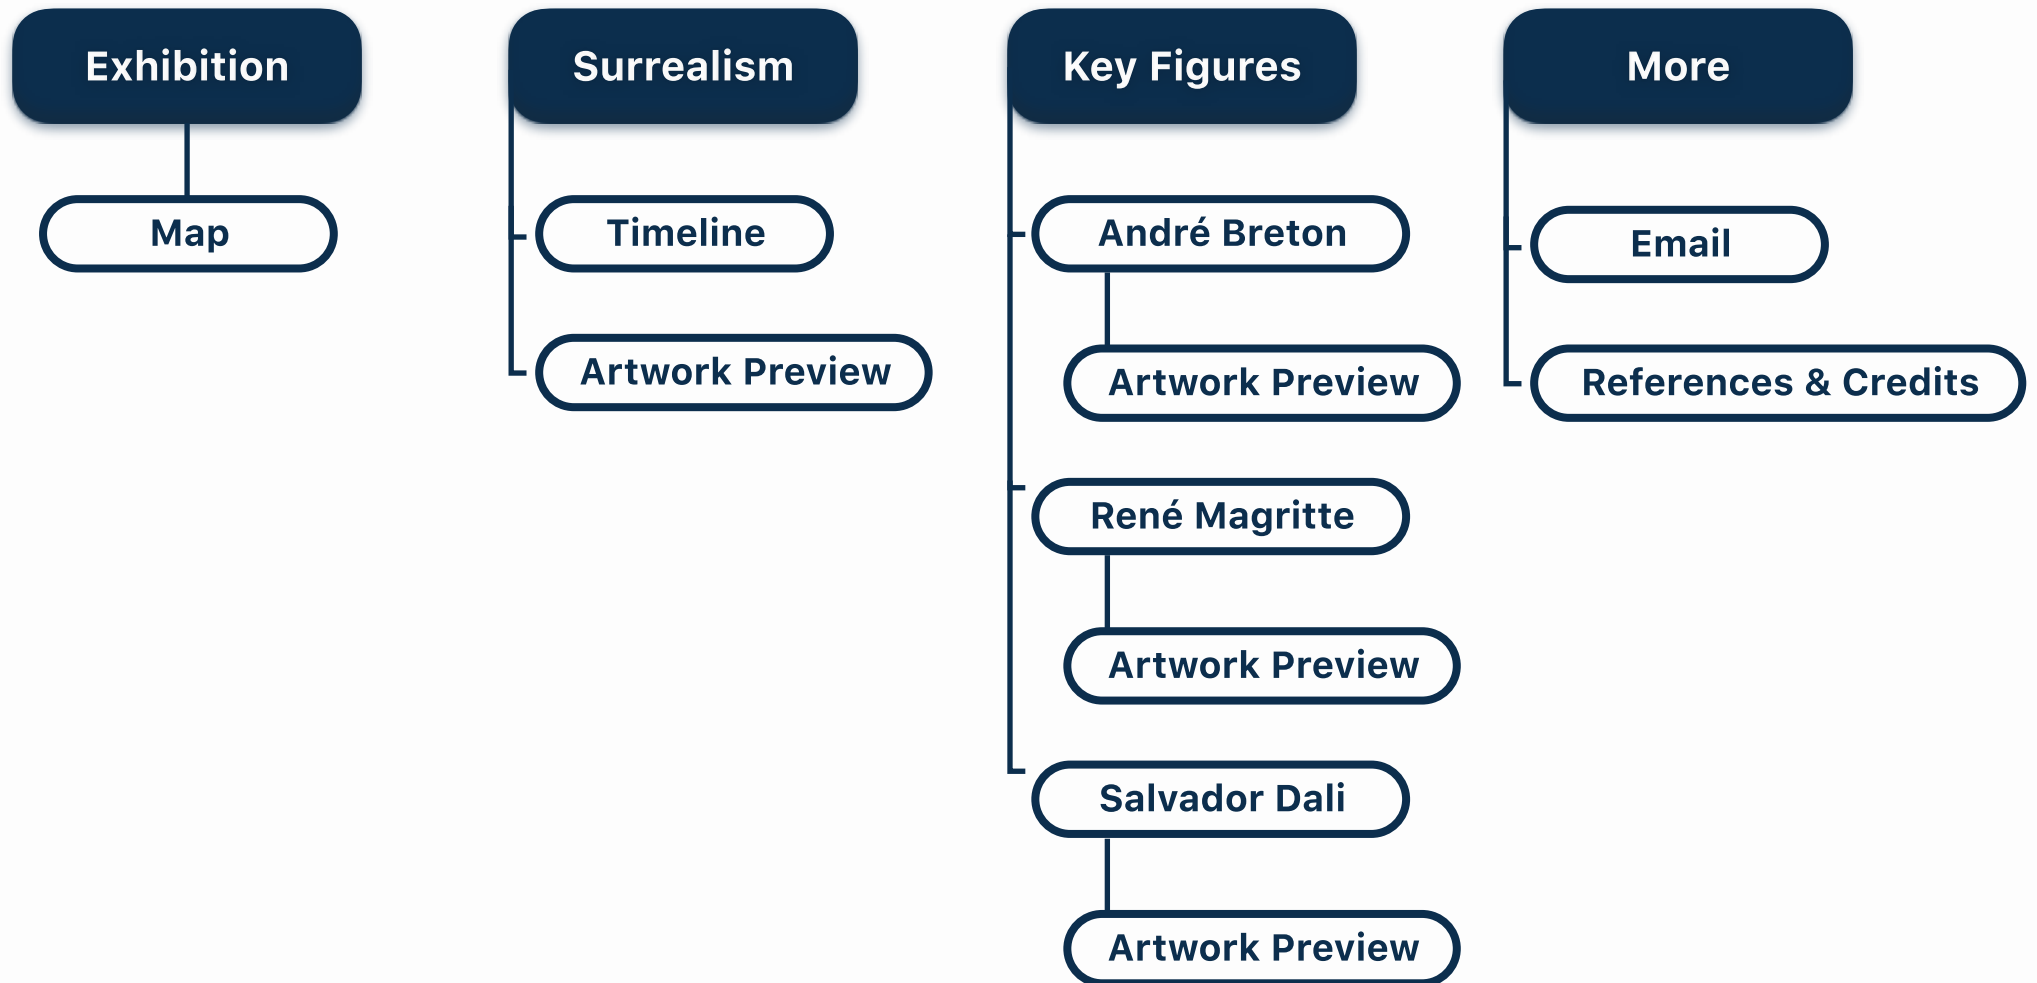 Exhibition
Map
Surrealism
Timeline
Artwork Preview
Key Figures
André Breton
Artwork Preview
René Magritte
Artwork Preview
Salvador Dali
Artwork Preview
More
Email
References & Credits